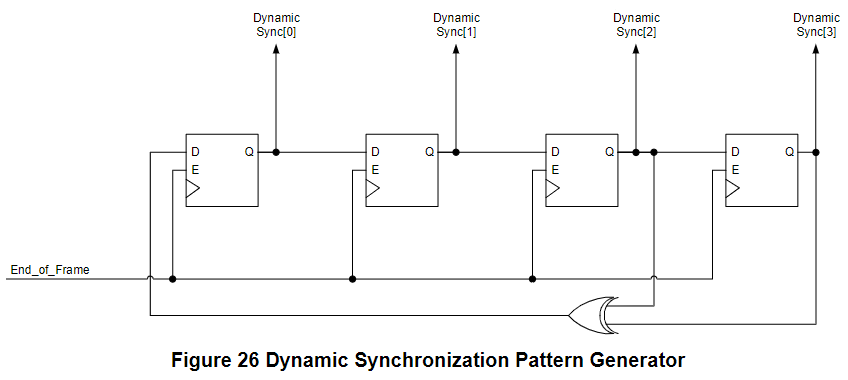 Dynamic Sync[0]
Dynamic Sync[1]
Dynamic Sync[2]
Dynamic Sync[3]
D Q
E
D Q
E
D Q
E
D Q
E
End_of_Frame
Figure 26 Dynamic Synchronization Pattern Generator